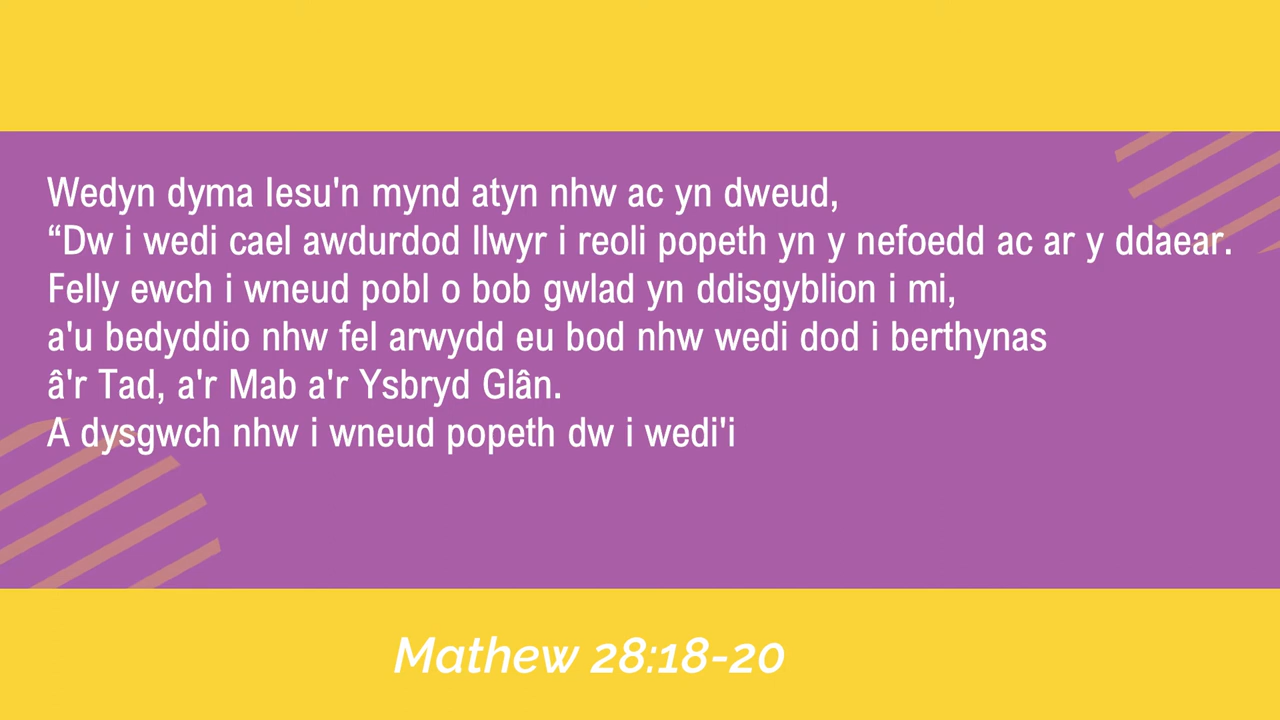 Wedyn dyma Iesu'n mynd atyn nhw ac yn dweud,
“Dw i wedi cael awdurdod llwyr i reoli popeth yn y nefoedd ac ar y ddaear.
Felly ewch i wneud pobl o bob gwlad yn ddisgyblion i mi,
a'u bedyddio nhw fel arwydd eu bod nhw wedi dod i berthynas
â'r Tad, a'r Mab a'r Ysbryd Glân.
A dysgwch nhw i wneud popeth dw i wedi'i
Mathew 28:18-20